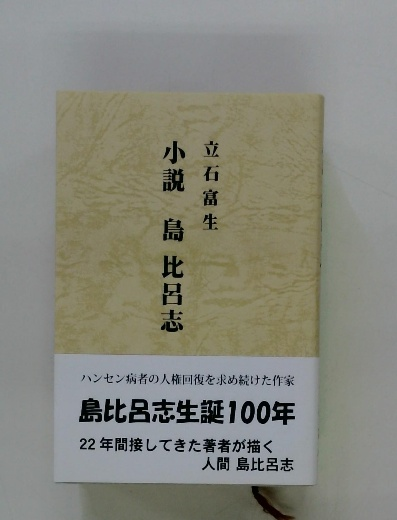 立石富生
小説 島比呂志
ハンセン病者の人権回復を求め続けた作家
島比呂志生誕100年
22年間接してきた著者が描く
人間 島比呂志